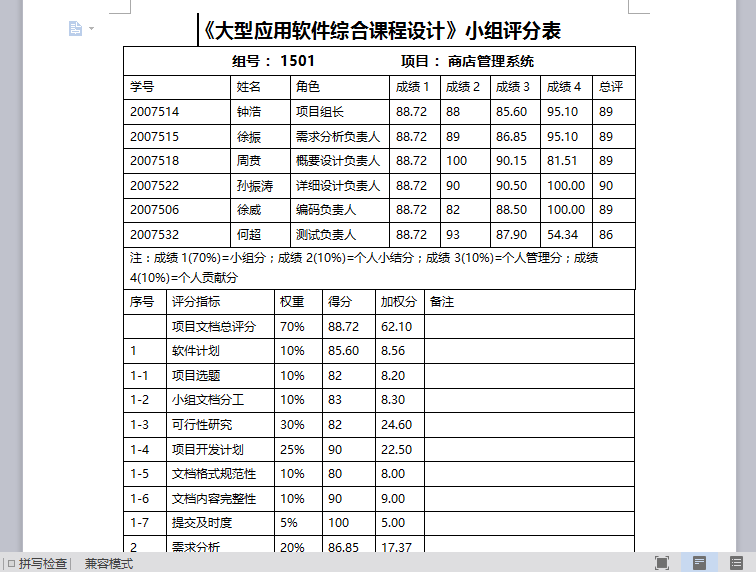 《大型应用软件综合课程设计》小组评分表
组号： 1501 项目： 商店管理系统
学号 姓名 角色 成绩 1 成绩 2 成绩 3 成绩 4 总评
2007514 钟浩 项目组长 88.72 88 85.60 95.10 89
2007515 徐振 需求分析负责人 88.72 89 86.85 95.10 89
2007518 周贲 概要设计负责人 88.72 100 90.15 81.51 89
2007522 孙振涛 详细设计负责人 88.72 90 90.50 100.00 90
2007506 徐威 编码负责人 88.72 82 88.50 100.00 89
2007532 何超 测试负责人 88.72 93 87.90 54.34 86
注：成绩 1(70%)=小组分；成绩 2(10%)=个人小结分；成绩 3(10%)=个人管理分；成绩
4(10%)=个人贡献分
序号 评分指标 权重 得分 加权分 备注
项目文档总评分 70% 88.72 62.10
1 软件计划 10% 85.60 8.56
1-1 项目选题 10% 82 8.20
1-2 小组文档分工 10% 83 8.30
1-3 可行性研究 30% 82 24.60
1-4 项目开发计划 25% 90 22.50
1-5 文档格式规范性 10% 80 8.00
1-6 文档内容完整性 10% 90 9.00
1-7 提交及时度 5% 100 5.00
2 需求分析 20% 86.85 17.37
拼写检查 兼容模式